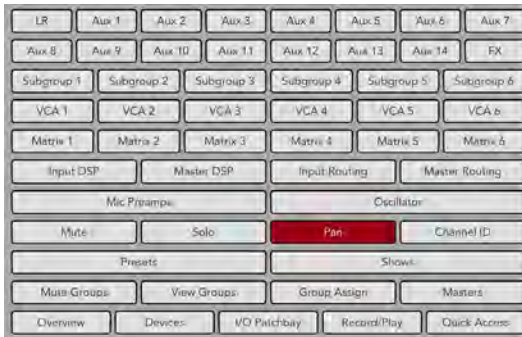 LR Aux 1 Aux 2 Aux 3 Aux 4 Aux 5 Aux 6 Aux 7
Aux 8 Aux 9 Aux 10 Aux 11 Aux 12 Aux 13 Aux 14 FX
Subgroup 1 Subgroup 2 Subgroup 3 Subgroup 4 Subgroup 5 Subgroup 6
VCA 1 VCA 2 VCA 3 VCA 4 VCA 5 VCA 6
Matrix 1 Matrix 2 Matrix 3 Matrix 4 Matrix 5 Matrix 6
Input DSP Master DSP Input Routing Master Routing
Mic Preamps Oscillator
Mute Solo Pan Channel ID
Presets Shows
Mute Groups View Groups Group Assign Masters
Overview Devices I/O Patchbay Record/Play Quick Access